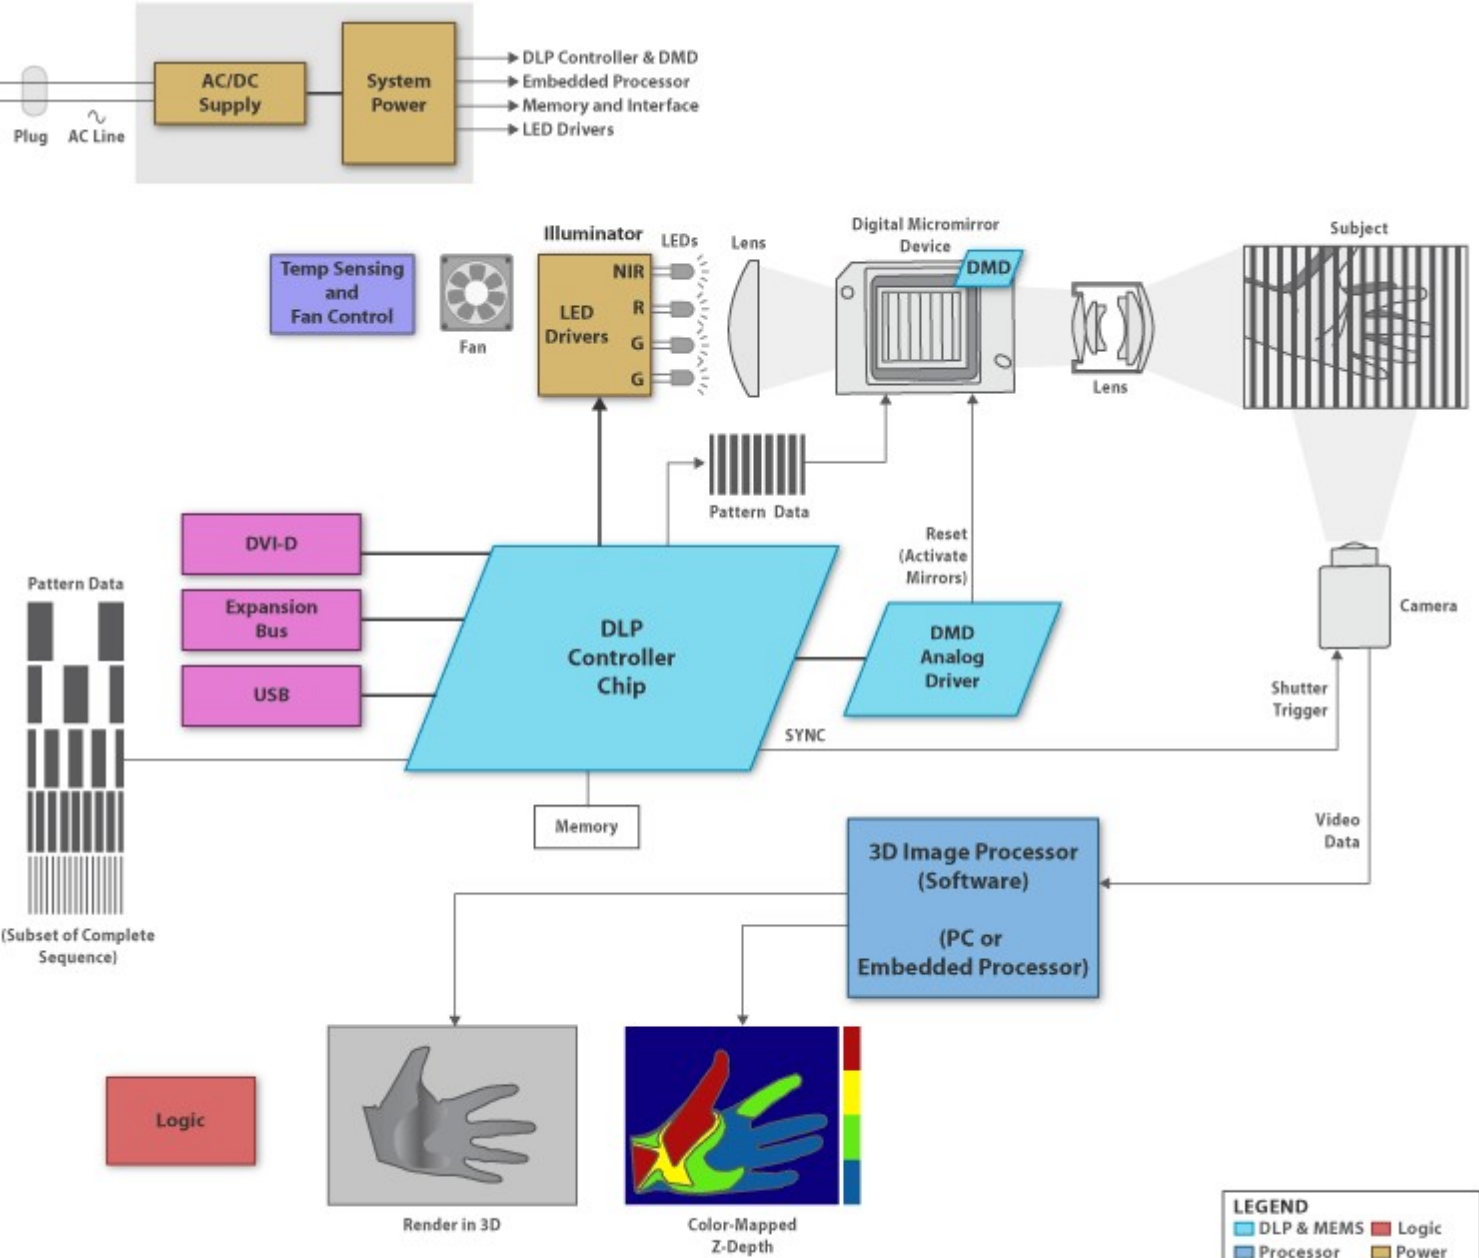 DLP Controller & DMD
Embedded Processor
Memory and Interface
LED Drivers
AC/DC
Supply
System
Power
Plug
AC Line
Illuminator
LEDs
Lens
Digital Micromirror
Device
DMD
Subject
Temp Sensing
and
Fan Control
Fan
LED
Drivers
NIR
R
G
G
Lens
Pattern Data
Reset
(Activate
Mirrors)
DVI-D
Expansion
Bus
USB
Pattern Data
DLP
Controller
Chip
DMD
Analog
Driver
Camera
Shutter
Trigger
SYNC
Memory
Video
Data
3D Image Processor
(Software)
(PC or
Embedded Processor)
(Subset of Complete
Sequence)
Logic
Render in 3D
Color-Mapped
Z-Depth
LEGEND
DLP & MEMS
Logic
Processor
Power